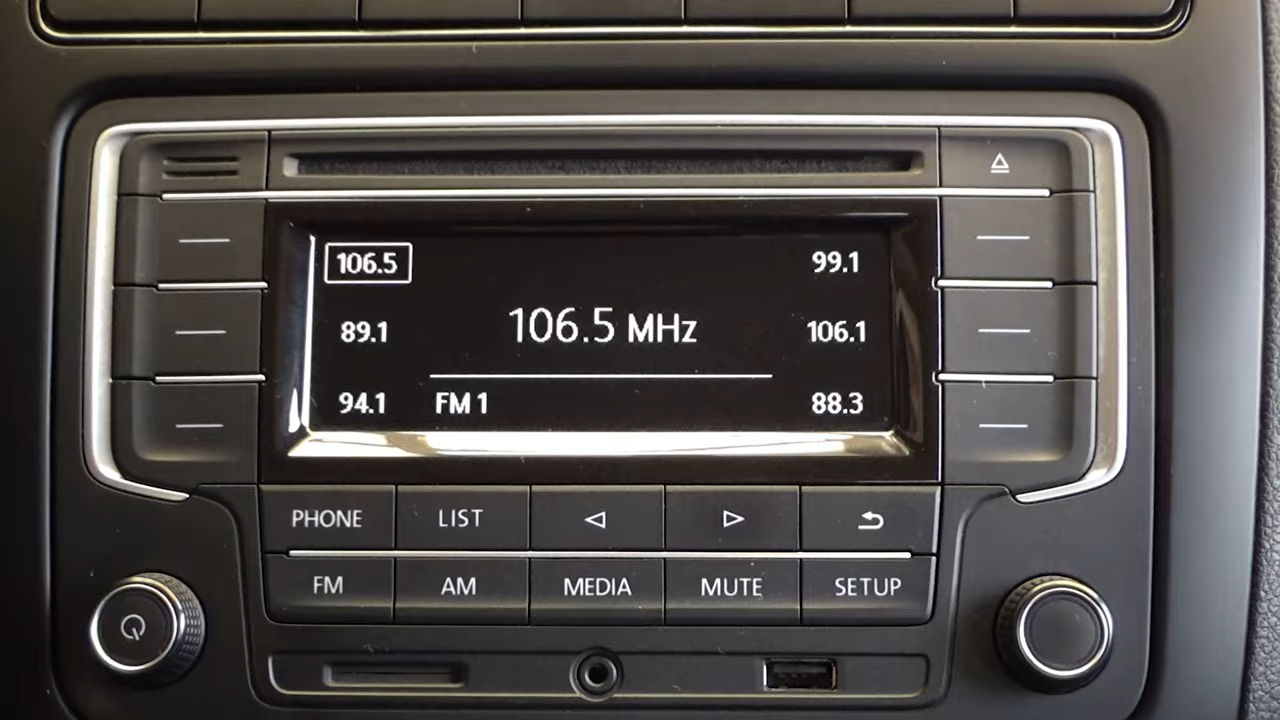 106.5 99.1
106.5 MHz
89.1 106.1
94.1 FM 1 88.3
PHONE LIST
FM AM MEDIA MUTE SETUP